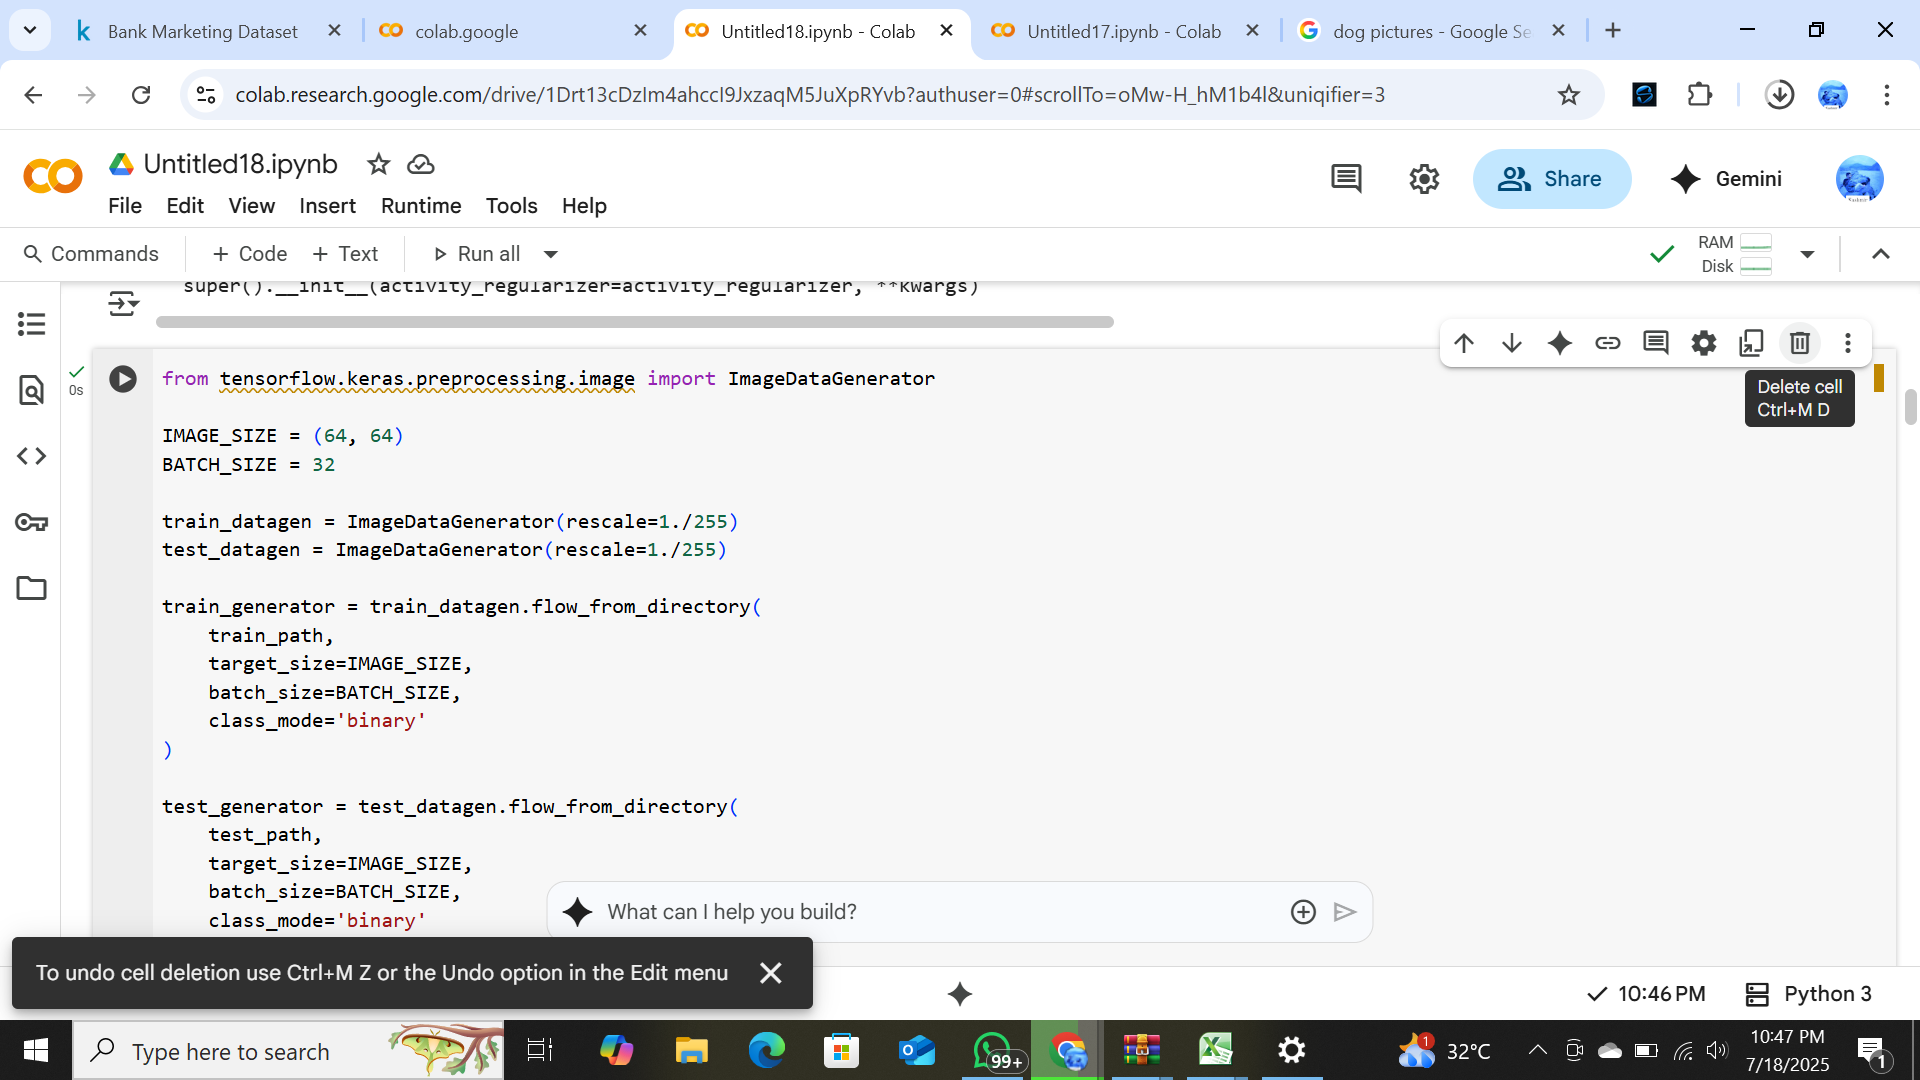 Bank Marketing Dataset
colab.google
Untitled18.ipynb - Colab
Untitled17.ipynb - Colab
dog pictures - Google Se
colab.research.google.com/drive/1Drt13cDzIm4ahccI9JxzaqM5JuXpRYvb?authuser=0#scrollTo=oMw-H_hM1b4l&uniqifier=3
Untitled18.ipynb
File Edit View Insert Runtime Tools Help
Share
Gemini
Commands + Code + Text Run all
RAM
Disk
super().__init__(activity_regularizer=activity_regularizer, **kwargs)
0s
from tensorflow.keras.preprocessing.image import ImageDataGenerator
Delete cell
Ctrl+M D
IMAGE_SIZE = (64, 64)
BATCH_SIZE = 32
train_datagen = ImageDataGenerator(rescale=1./255)
test_datagen = ImageDataGenerator(rescale=1./255)
train_generator = train_datagen.flow_from_directory(
    train_path,
    target_size=IMAGE_SIZE,
    batch_size=BATCH_SIZE,
    class_mode='binary'
)
test_generator = test_datagen.flow_from_directory(
    test_path,
    target_size=IMAGE_SIZE,
    batch_size=BATCH_SIZE,
    class_mode='binary'
What can I help you build?
To undo cell deletion use Ctrl+M Z or the Undo option in the Edit menu
10:46 PM
Python 3
Type here to search
99+
1
32°C
10:47 PM
7/18/2025
1